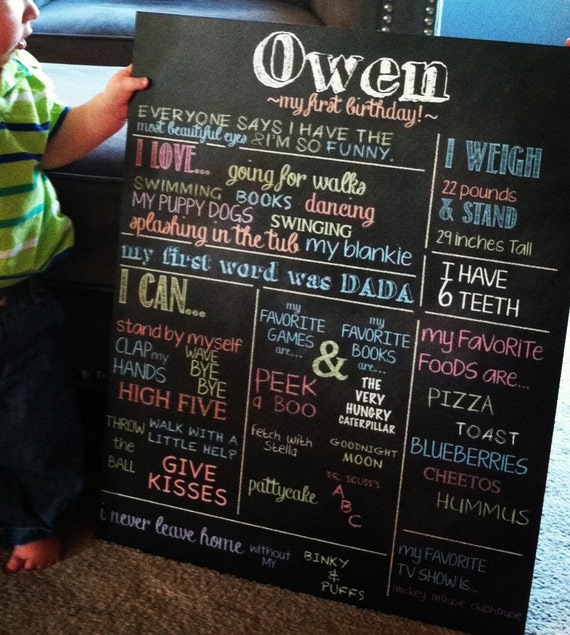 Owen
~my first birthday!~
EVERYONE SAYS I HAVE THE
most beautiful eyes & I'M SO FUNNY.
I LOVE... going for walks
SWIMMING BOOKS dancing
MY PUPPY DOGS SWINGING
splashing in the tub my blankie
I WEIGH
22 pounds
& STAND
29 inches Tall
my first word was DADA
I HAVE
6 TEETH
I CAN...
stand by myself
CLAP my HANDS
WAVE
BYE
BYE
HIGH FIVE
THROW
the
BALL
WALK WITH A
LITTLE HELP
GIVE
KISSES
my
FAVORITE
GAMES
are...
PEEK
a BOO
fetch with
Stella
pattycake
&
my
FAVORITE
BOOKS
are...
THE
VERY
HUNGRY
CATERPILLAR
GOODNIGHT
MOON
DR. SEUSS'S
A
B
C
my FAVORITE
FOODS are...
PIZZA
TOAST
BLUEBERRIES
CHEETOS
HUMMUS
i never leave home without MY
BINKY
&
PUFFS
my FAVORITE
TV SHOW is...
mickey mouse clubhouse